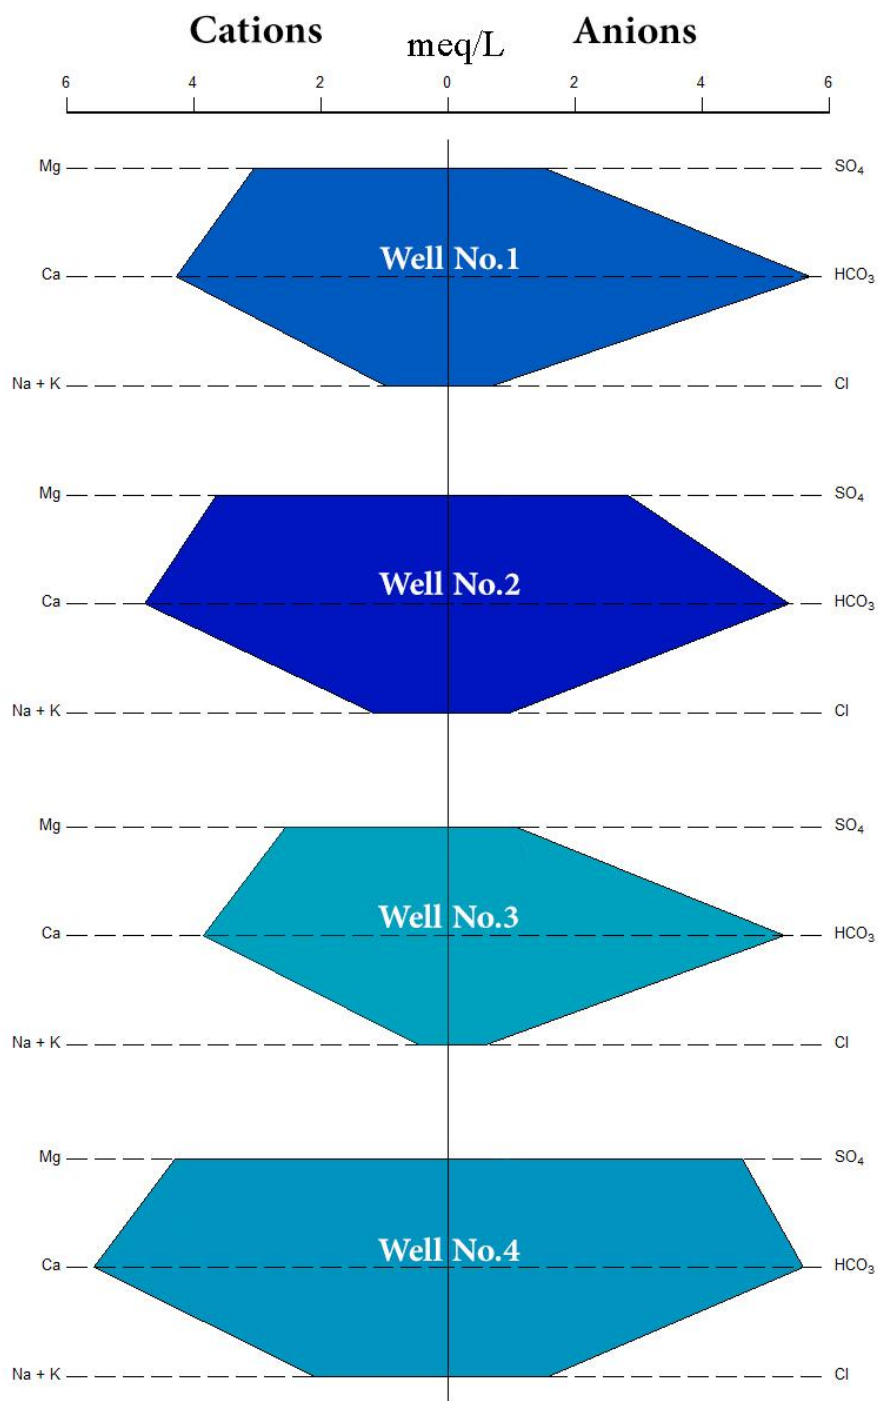 Cations meq/L Anions
6 4 2 0 2 4 6
Mg SO₄
Well No.1
Ca HCO₃
Na + K Cl
Mg SO₄
Well No.2
Ca HCO₃
Na + K Cl
Mg SO₄
Well No.3
Ca HCO₃
Na + K Cl
Mg SO₄
Well No.4
Ca HCO₃
Na + K Cl